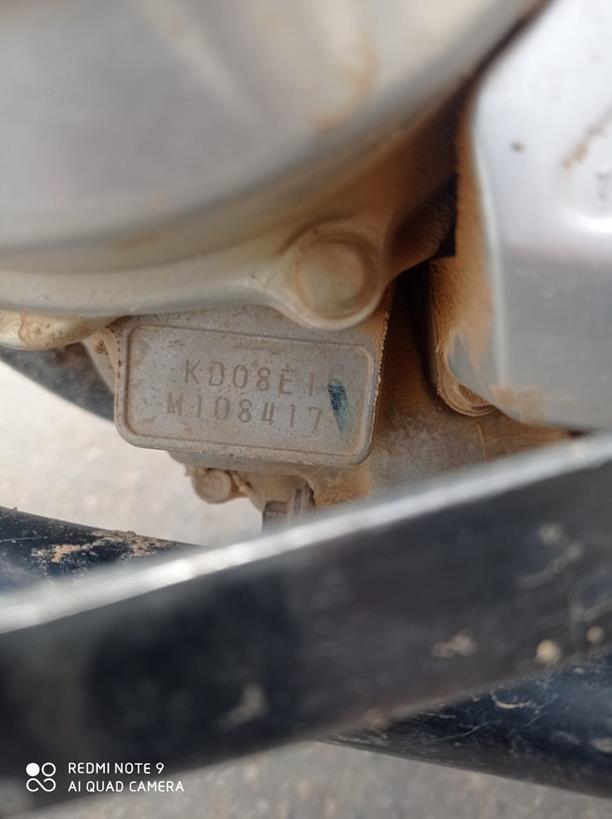 KD08E1
M108417
REDMI NOTE 9
AI QUAD CAMERA